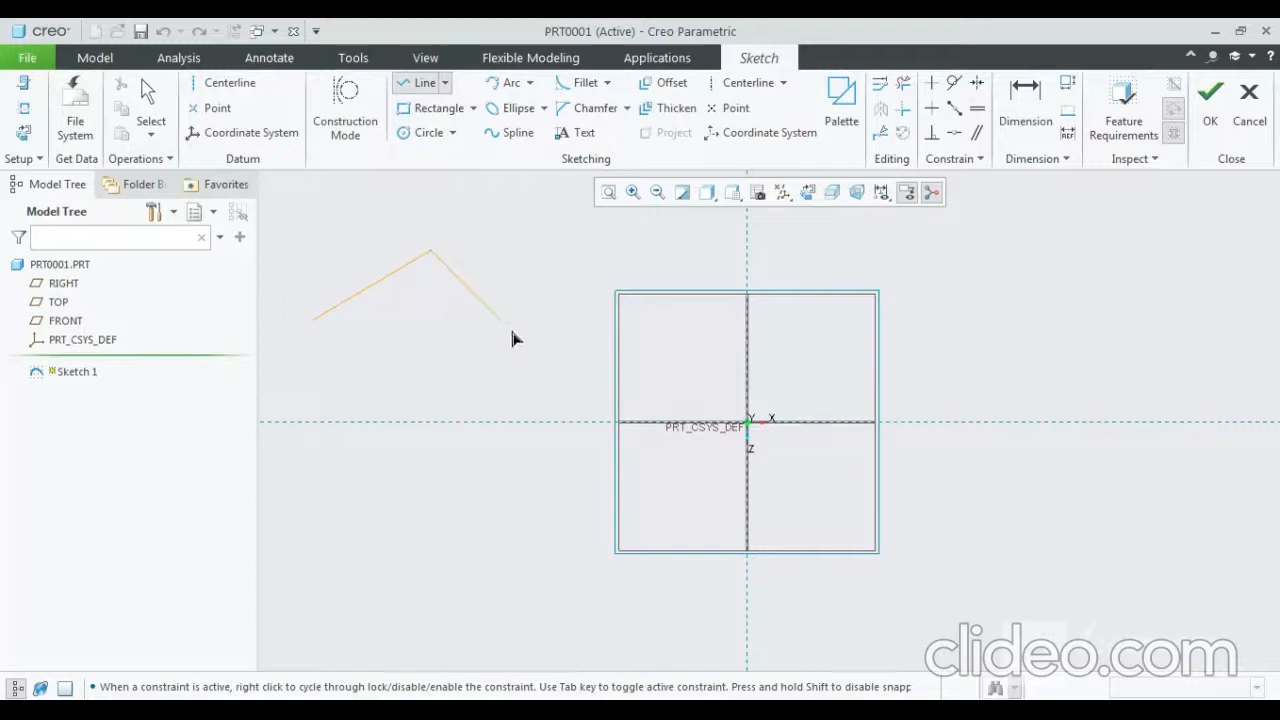 creo
PRT0001 (Active) - Creo Parametric
File Model Analysis Annotate Tools View Flexible Modeling Applications Sketch
Centerline Line Arc Fillet Offset Centerline
Point Rectangle Ellipse Chamfer Thicken Point
Coordinate System Circle Spline Text Project Coordinate System
File System Select Construction Mode Palette Dimension Feature Requirements OK Cancel
Setup Get Data Operations Datum Sketching Editing Constrain Dimension Inspect Close
Model Tree Folder B Favorites
Model Tree
PRT0001.PRT
RIGHT
TOP
FRONT
PRT_CSYS_DEF
Sketch 1
Y X
PRT_CSYS_DEF
Z
clideo.com
• When a constraint is active, right click to cycle through lock/disable/enable the constraint. Use Tab key to toggle active constraint. Press and hold Shift to disable snapp